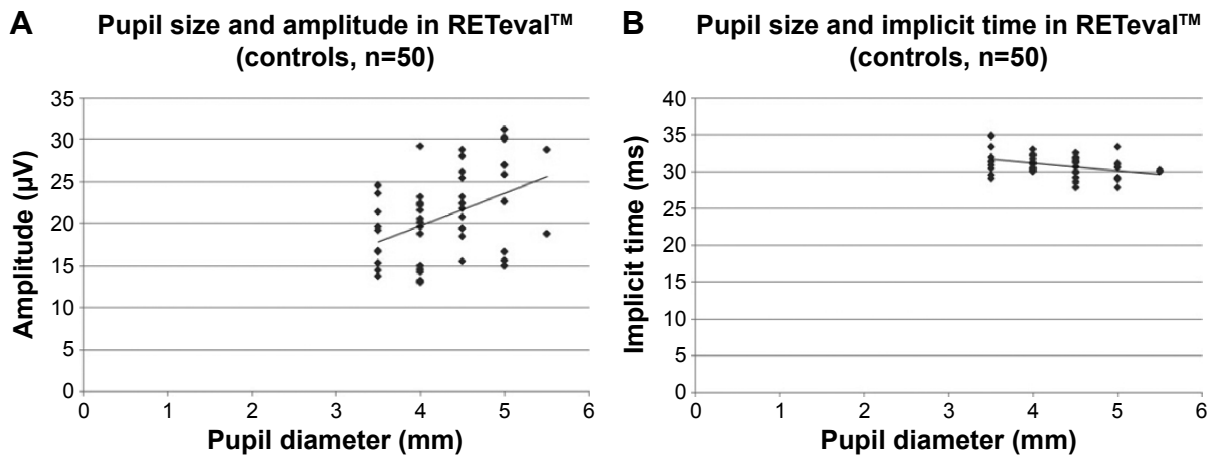 A
Pupil size and amplitude in RETeval™
(controls, n=50)
Amplitude (µV)
35
30
25
20
15
10
5
0
0 1 2 3 4 5 6
Pupil diameter (mm)
B
Pupil size and implicit time in RETeval™
(controls, n=50)
Implicit time (ms)
40
35
30
25
30
15
10
5
0
0 1 2 3 4 5 6
Pupil diameter (mm)